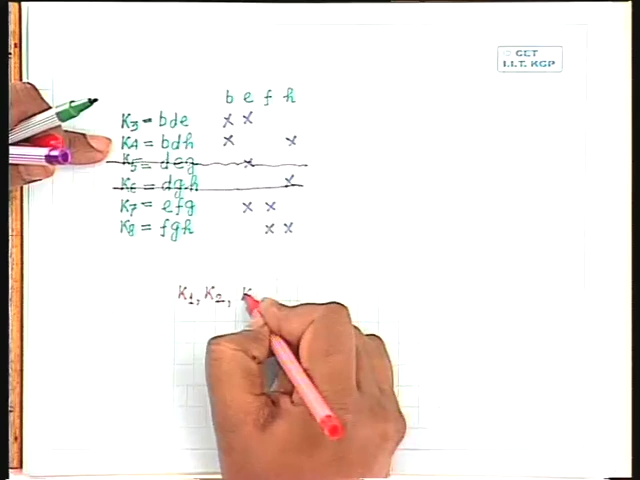 © CET
I.I.T. KGP
b e f h
K3 = bde x x
K4 = bdh x x
K5 = deg x
K6 = dgh x
K7 = efg x x
K8 = fgh x x
K1, K2, K